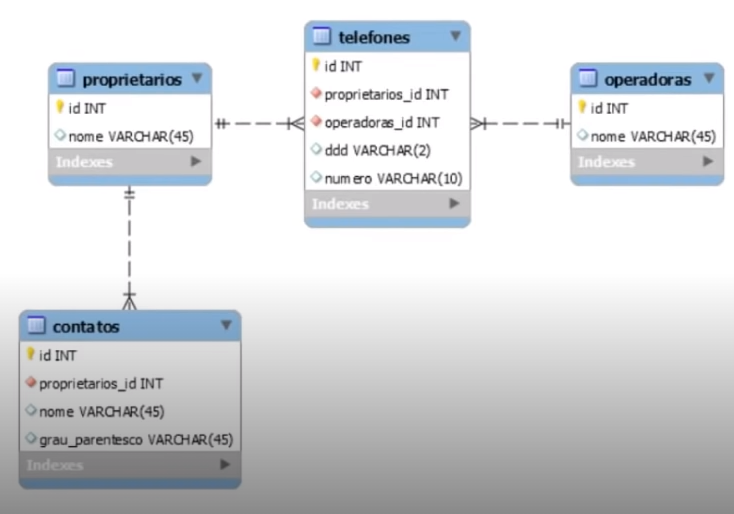 proprietarios
id INT
nome VARCHAR(45)
Indexes
telefones
id INT
proprietarios_id INT
operadoras_id INT
ddd VARCHAR(2)
numero VARCHAR(10)
Indexes
operadoras
id INT
nome VARCHAR(45)
Indexes
contatos
id INT
proprietarios_id INT
nome VARCHAR(45)
grau_parentesco VARCHAR(45)
Indexes